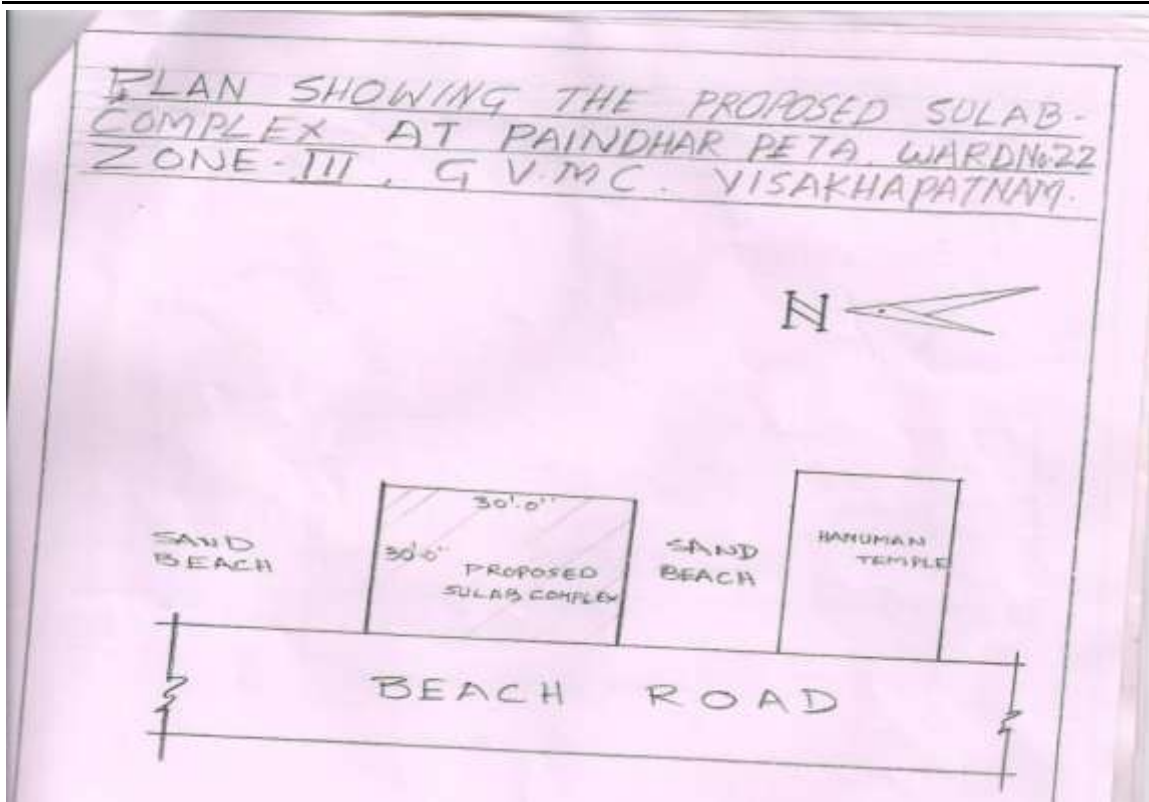 PLAN SHOWING THE PROPOSED SULAB-
COMPLEX AT PAINDHAR PETA. WARD No.22
ZONE-III, G V.M.C. VISAKHAPATNAM.
N
30'-0"
SAND
BEACH
30'-0"
PROPOSED
SULAB COMPLEX
SAND
BEACH
HANUMAN
TEMPLE
BEACH ROAD